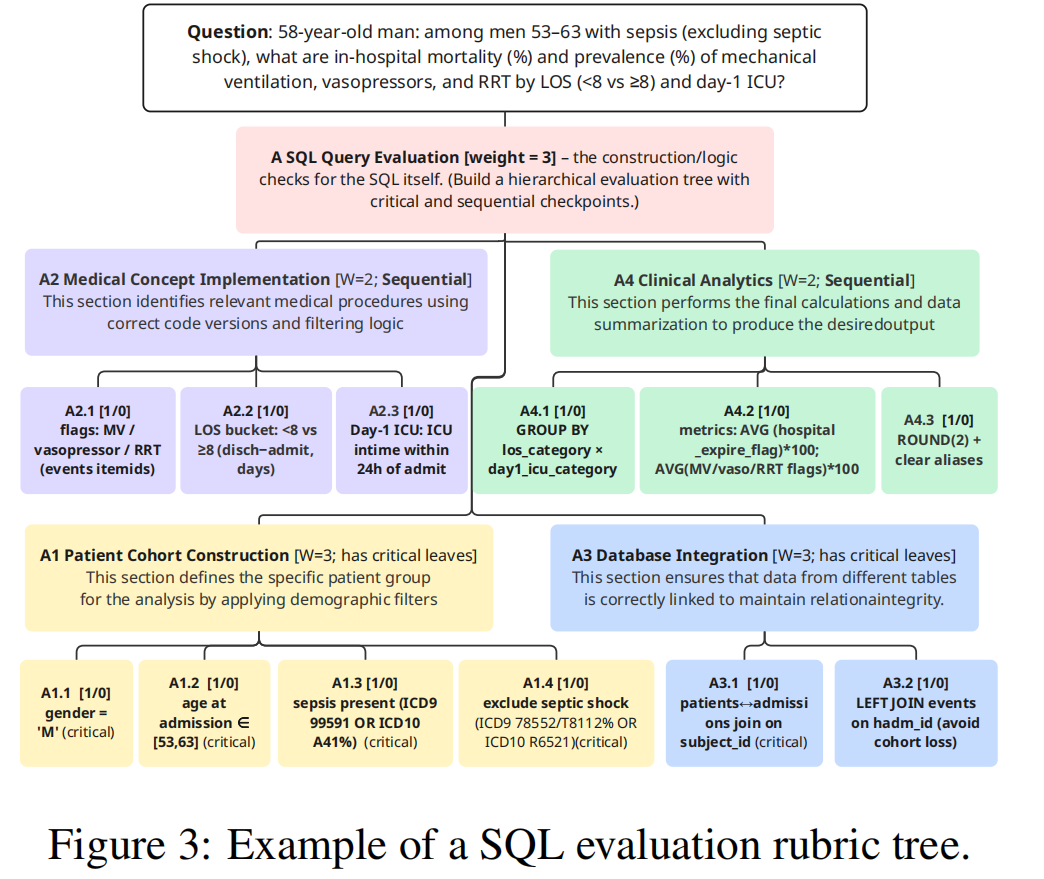 Question: 58-year-old man: among men 53–63 with sepsis (excluding septic
shock), what are in-hospital mortality (%) and prevalence (%) of mechanical
ventilation, vasopressors, and RRT by LOS (<8 vs ≥8) and day-1 ICU?
A SQL Query Evaluation [weight = 3] – the construction/logic
checks for the SQL itself. (Build a hierarchical evaluation tree with
critical and sequential checkpoints.)
A2 Medical Concept Implementation [W=2; Sequential]
This section identifies relevant medical procedures using
correct code versions and filtering logic
A4 Clinical Analytics [W=2; Sequential]
This section performs the final calculations and data
summarization to produce the desiredoutput
A2.1 [1/0]
flags: MV /
vasopressor / RRT
(events itemids)
A2.2 [1/0]
LOS bucket: <8 vs
≥8 (disch−admit,
days)
A2.3 [1/0]
Day-1 ICU: ICU
intime within
24h of admit
A4.1 [1/0]
GROUP BY
los_category ×
day1_icu_category
A4.2 [1/0]
metrics: AVG (hospital
_expire_flag)*100;
AVG(MV/vaso/RRT flags)*100
A4.3 [1/0]
ROUND(2) +
clear aliases
A1 Patient Cohort Construction [W=3; has critical leaves]
This section defines the specific patient group
for the analysis by applying demographic filters
A3 Database Integration [W=3; has critical leaves]
This section ensures that data from different tables
is correctly linked to maintain relationaintegrity.
A1.1 [1/0]
gender =
'M' (critical)
A1.2 [1/0]
age at
admission ∈
[53,63] (critical)
A1.3 [1/0]
sepsis present (ICD9
99591 OR ICD10
A41%) (critical)
A1.4 [1/0]
exclude septic shock
(ICD9 78552/T8112% OR
ICD10 R6521)(critical)
A3.1 [1/0]
patients↔admissi
ons join on
subject_id (critical)
A3.2 [1/0]
LEFT JOIN events
on hadm_id (avoid
cohort loss)
Figure 3: Example of a SQL evaluation rubric tree.